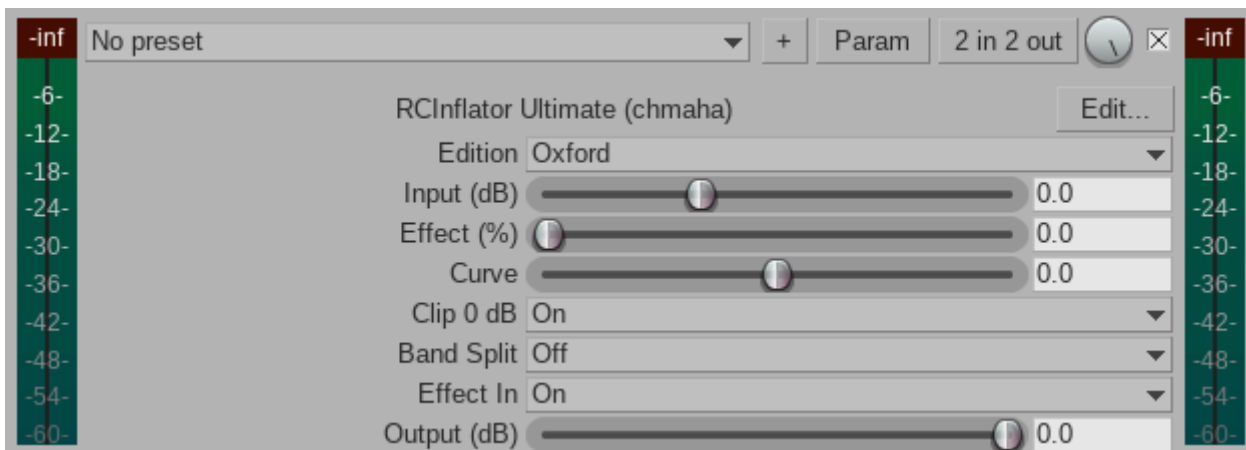 -inf No preset + Param 2 in 2 out -inf
RCInflator Ultimate (chmaha) Edit...
Edition Oxford
Input (dB) 0.0
Effect (%) 0.0
Curve 0.0
Clip 0 dB On
Band Split Off
Effect In On
Output (dB) 0.0
-6-
-12-
-18-
-24-
-30-
-36-
-42-
-48-
-54-
-60-
-6-
-12-
-18-
-24-
-30-
-36-
-42-
-48-
-54-
-60-